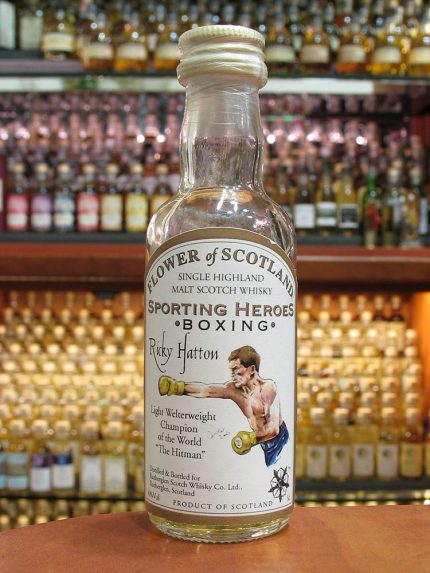 FLOWER of SCOTLAND
SINGLE HIGHLAND
MALT SCOTCH WHISKY
SPORTING HEROES
•BOXING•
Ricky Hatton
Light Welterweight
Champion
of the World
"The Hitman"
Distilled & Bottled for
Scotch Whisky Co. Ltd.,
Scotland
PRODUCT OF SCOTLAND